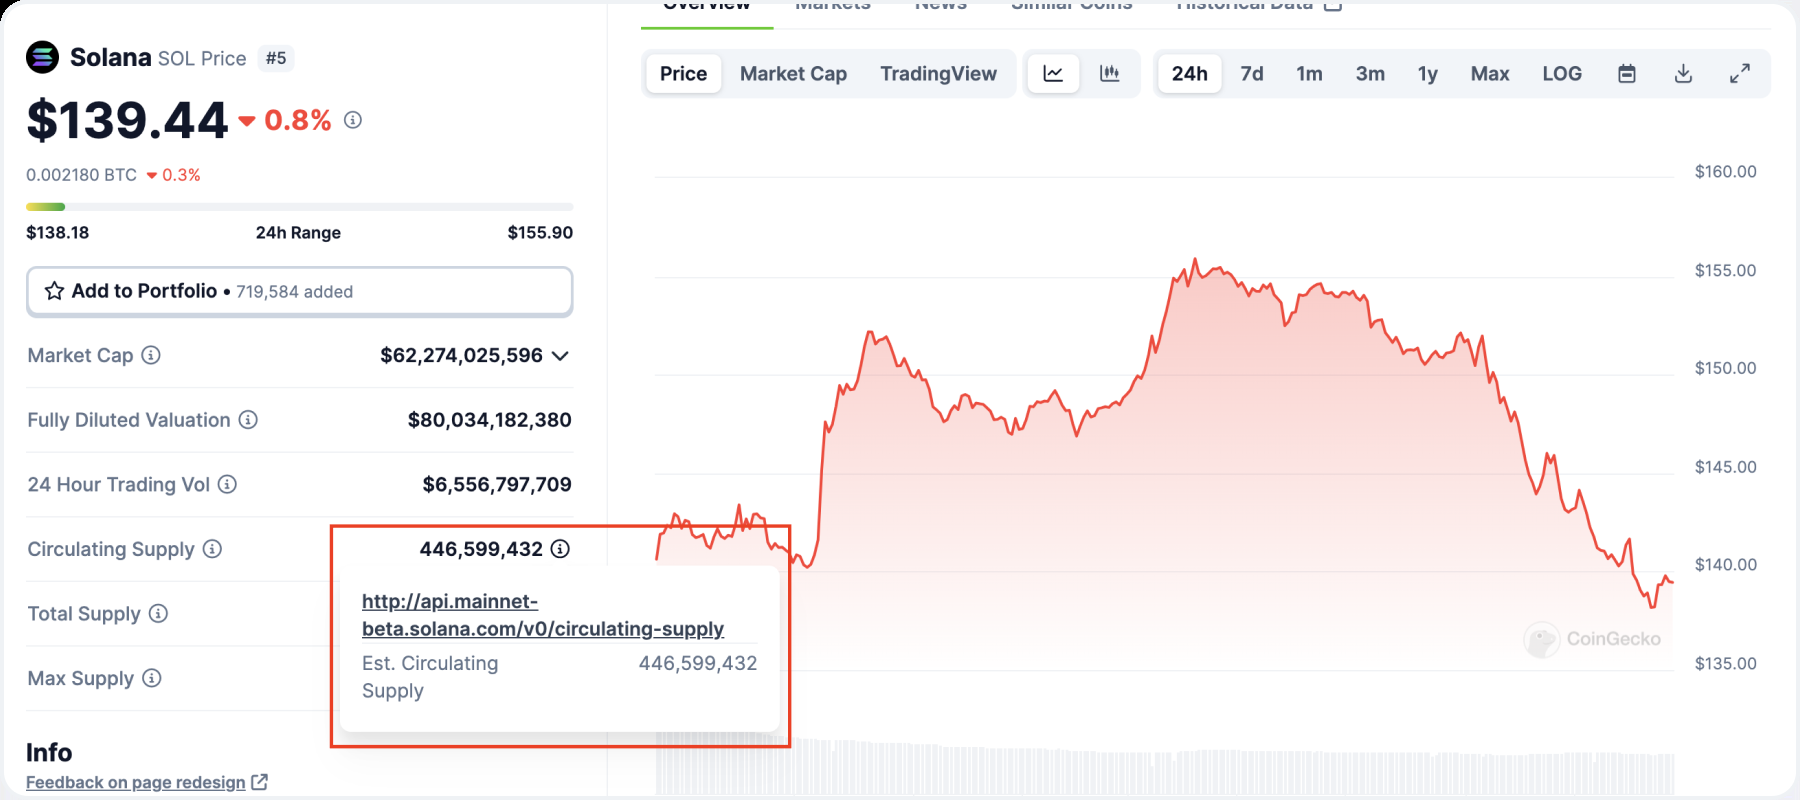 Overview Markets News Similar Coins Historical Data
Solana SOL Price #5
$139.44 0.8%
0.002180 BTC 0.3%
$138.18 24h Range $155.90
Add to Portfolio • 719,584 added
Market Cap $62,274,025,596
Fully Diluted Valuation $80,034,182,380
24 Hour Trading Vol $6,556,797,709
Circulating Supply 446,599,432
http://api.mainnet-
beta.solana.com/v0/circulating-supply
Est. Circulating 446,599,432
Supply
Total Supply
Max Supply
Info
Feedback on page redesign
Price Market Cap TradingView 24h 7d 1m 3m 1y Max LOG
$160.00
$155.00
$150.00
$145.00
$140.00
CoinGecko
$135.00